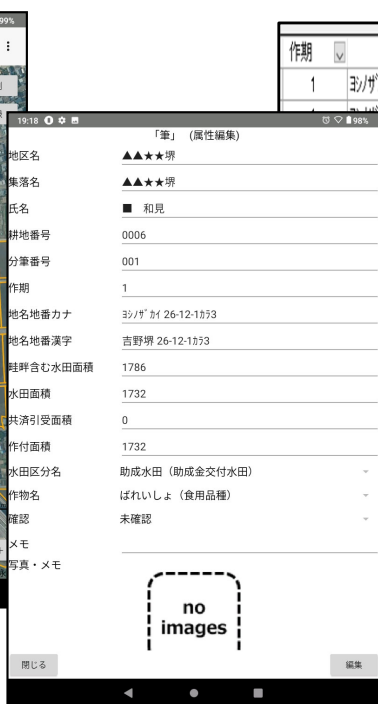 99%
作期
1
ヨシノザ
19:18
98%
「筆」 (属性編集)
地区名 ▲▲★★堺
集落名 ▲▲★★堺
氏名 ■ 和見
耕地番号 0006
分筆番号 001
作期 1
地名地番カナ ﾖｼﾉｻﾞｶｲ 26-12-1ｶﾗ3
地名地番漢字 吉野堺 26-12-1ｶﾗ3
畦畔含む水田面積 1786
水田面積 1732
共済引受面積 0
作付面積 1732
水田区分名 助成水田（助成金交付水田）
作物名 ばれいしょ（食用品種）
確認 未確認
メモ
写真・メモ
no
images
閉じる 編集